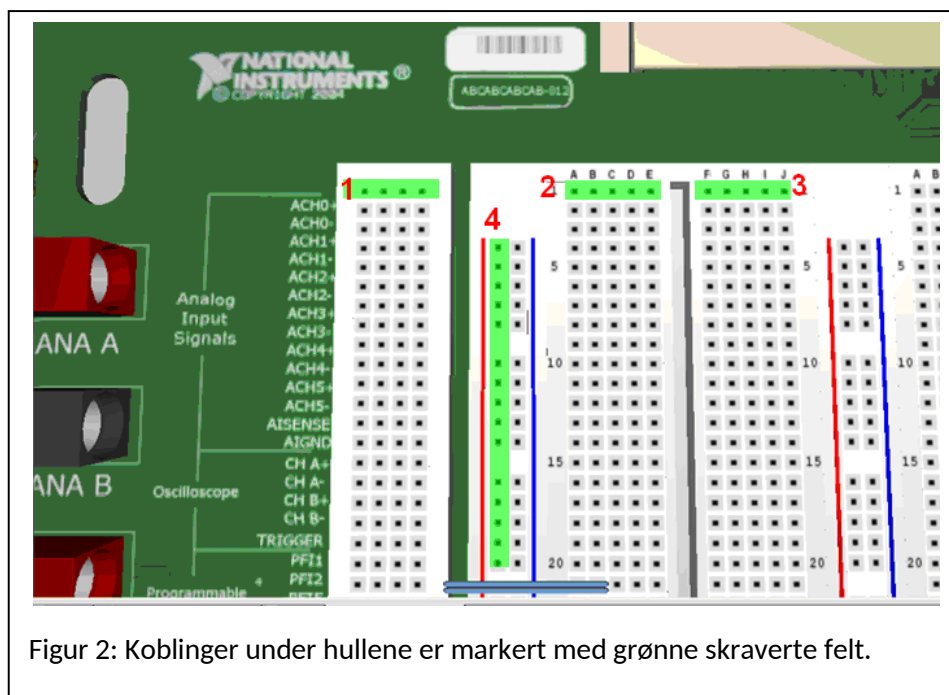 NATIONAL
INSTRUMENTS ®
© COPYRIGHT 2004
ABCABCABCAB-012
1
2
3
4
A B C D E
F G H I J
A B
1
1
1
ACH0+
ACH0-
ACH1+
ACH1-
ACH2+
ACH2-
ACH3+
ACH3-
ACH4+
ACH4-
ACH5+
ACH5-
AISENSE
AIGND
Analog
Input
Signals
CH A+
CH A-
CH B+
CH B-
TRIGGER
Oscilloscope
PFI1
PFI2
Programmable
4
ANA A
ANA B
5
5
5
10
10
10
15
15
15
20
20
20
Figur 2: Koblinger under hullene er markert med grønne skraverte felt.